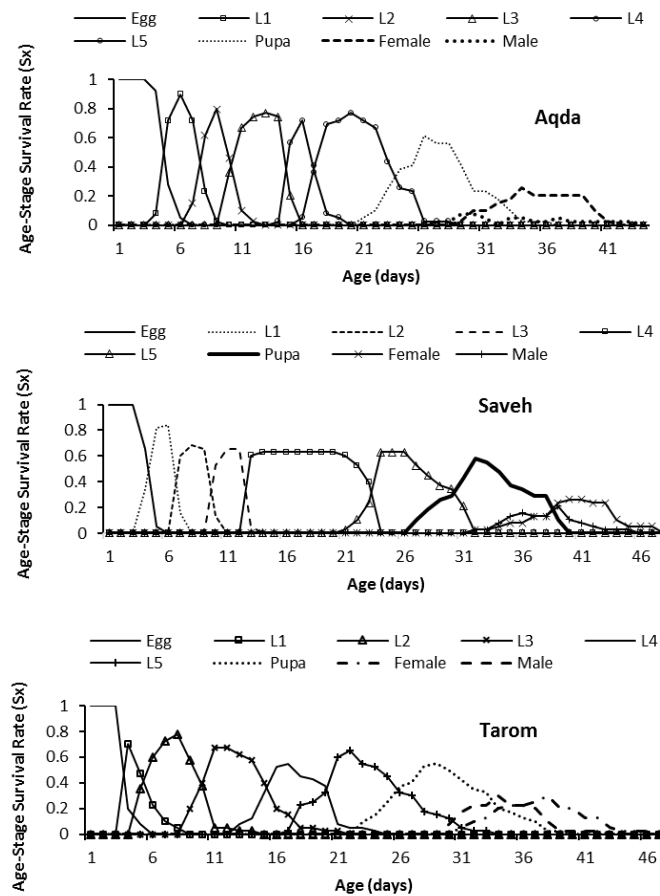 Egg L1 L2 L3 L4
L5 Pupa Female Male
Age-Stage Survival Rate (Sx)
1
0.8
0.6
0.4
0.2
0
Aqda
1 6 11 16 21 26 31 36 41
Age (days)
Egg L1 L2 L3 L4
L5 Pupa Female Male
Age-Stage Survival Rate (Sx)
1
0.8
0.6
0.4
0.2
0
Saveh
1 6 11 16 21 26 31 36 41 46
Age (days)
Egg L1 L2 L3 L4
L5 Pupa Female Male
Age-Stage Survival Rate (Sx)
1
0.8
0.6
0.4
0.2
0
Tarom
1 6 11 16 21 26 31 36 41 46
Age (days)